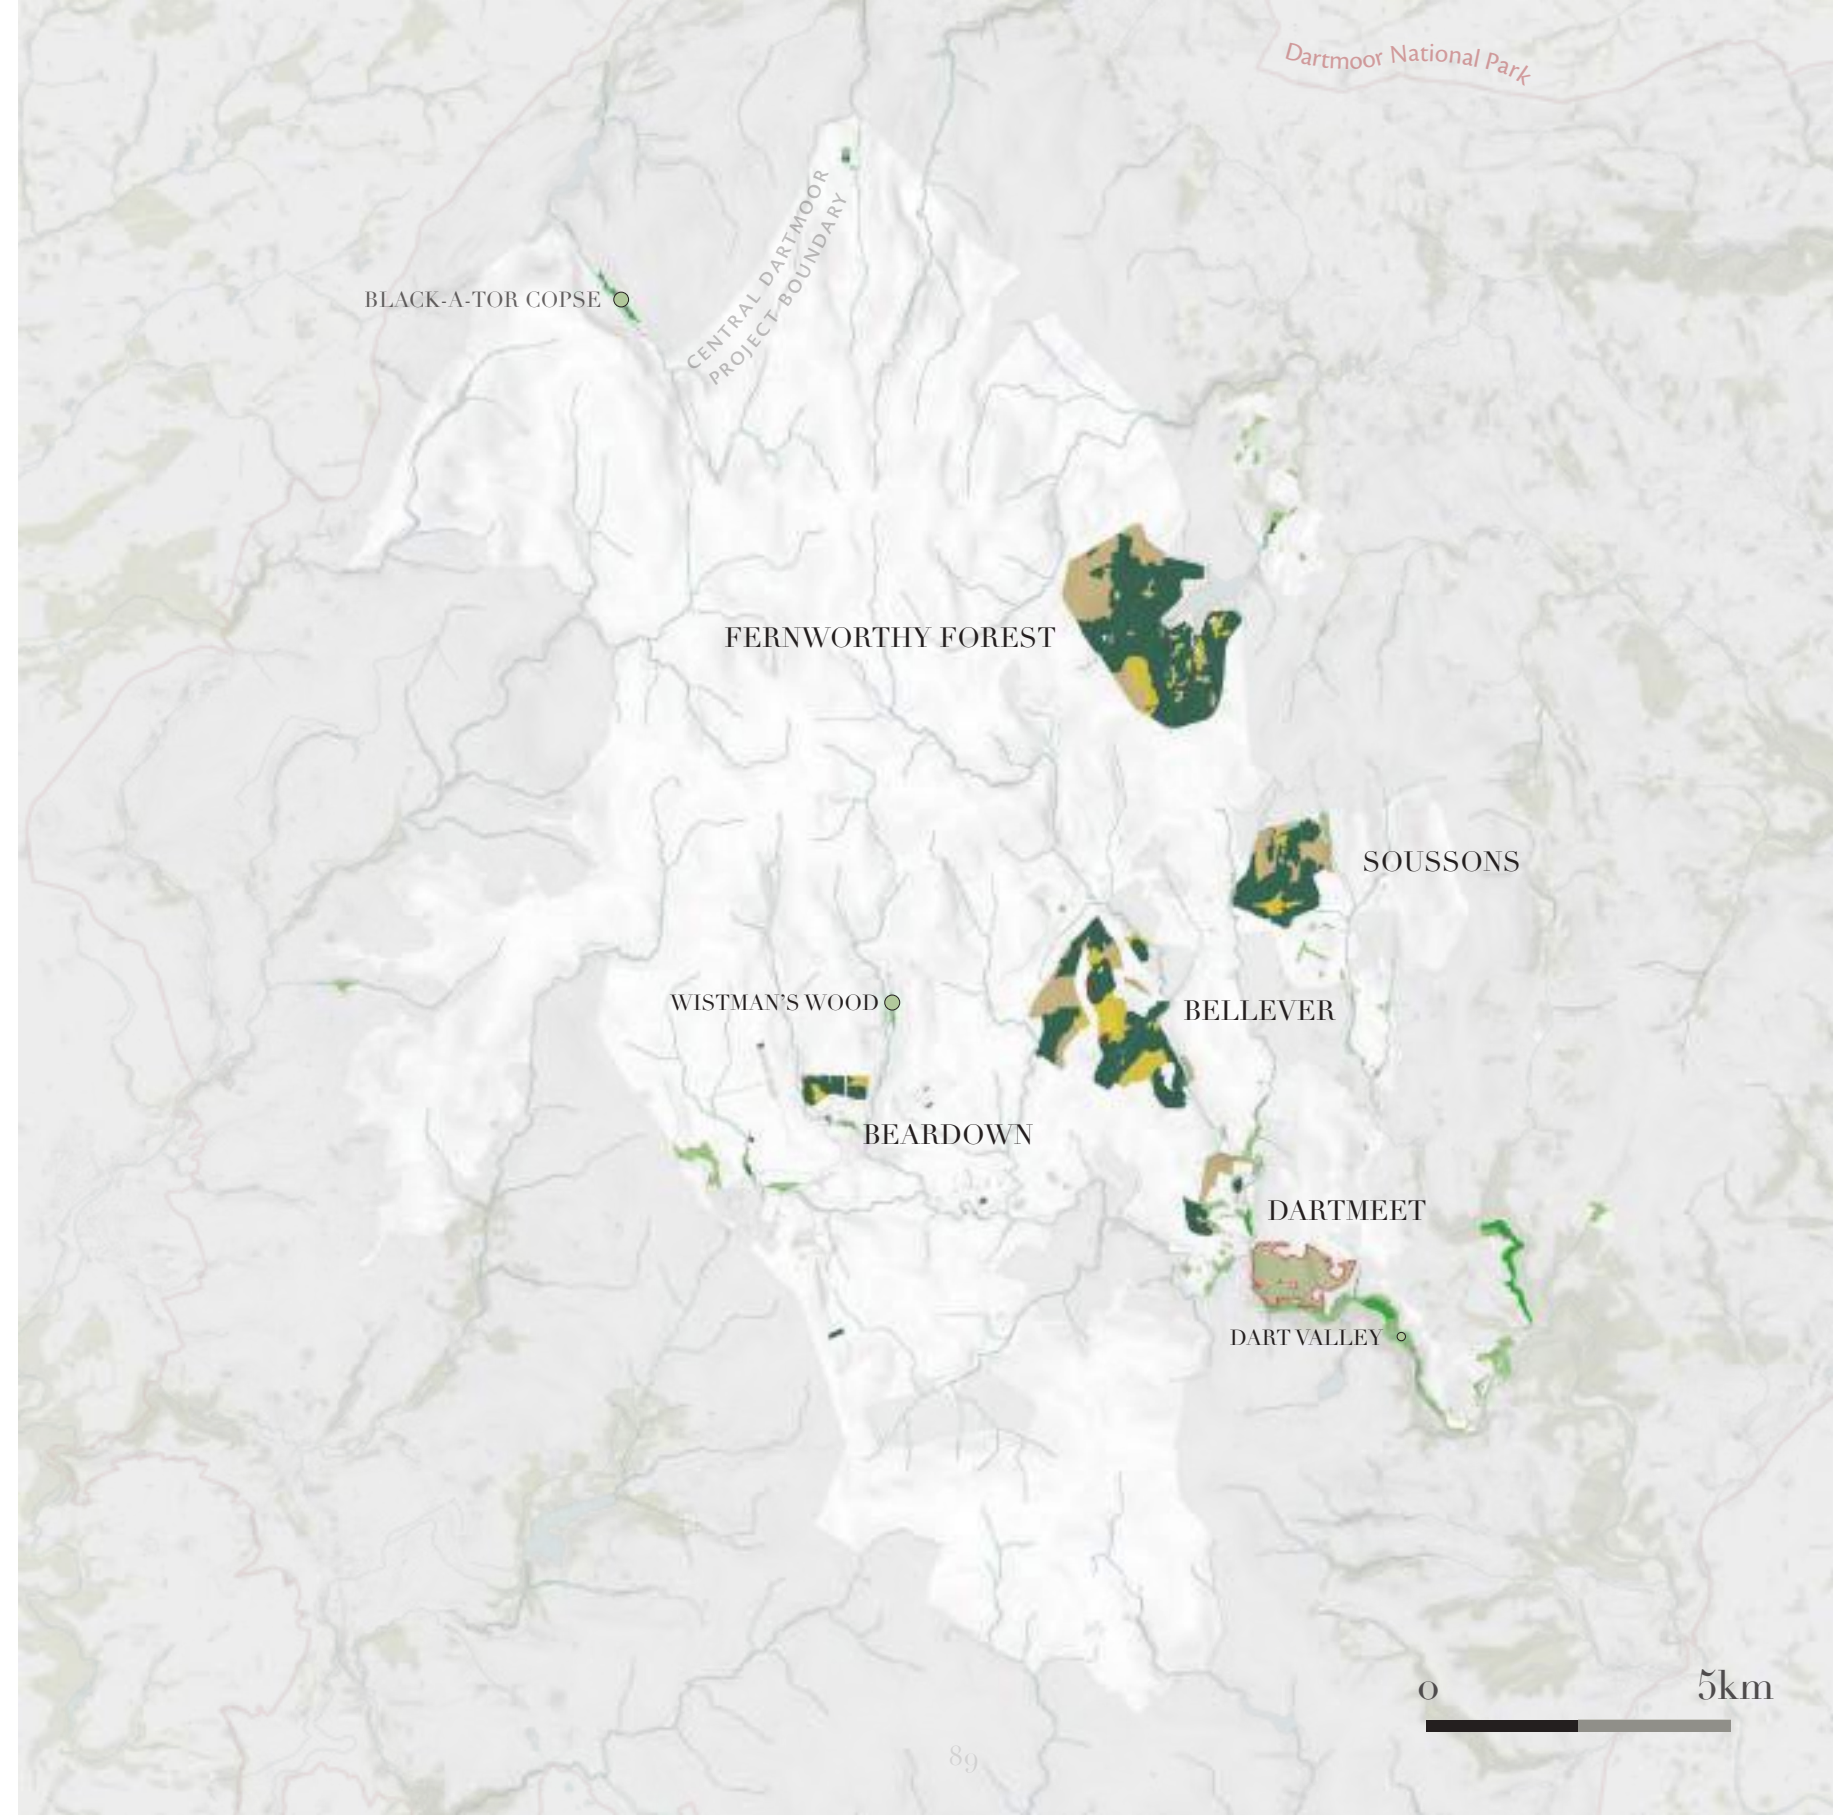 Dartmoor National Park
CENTRAL DARTMOOR
PROJECT BOUNDARY
BLACK-A-TOR COPSE
FERNWORTHY FOREST
SOUSSONS
WISTMAN'S WOOD
BELLEVER
BEARDOWN
DARTMEET
DART VALLEY
0 5km
89